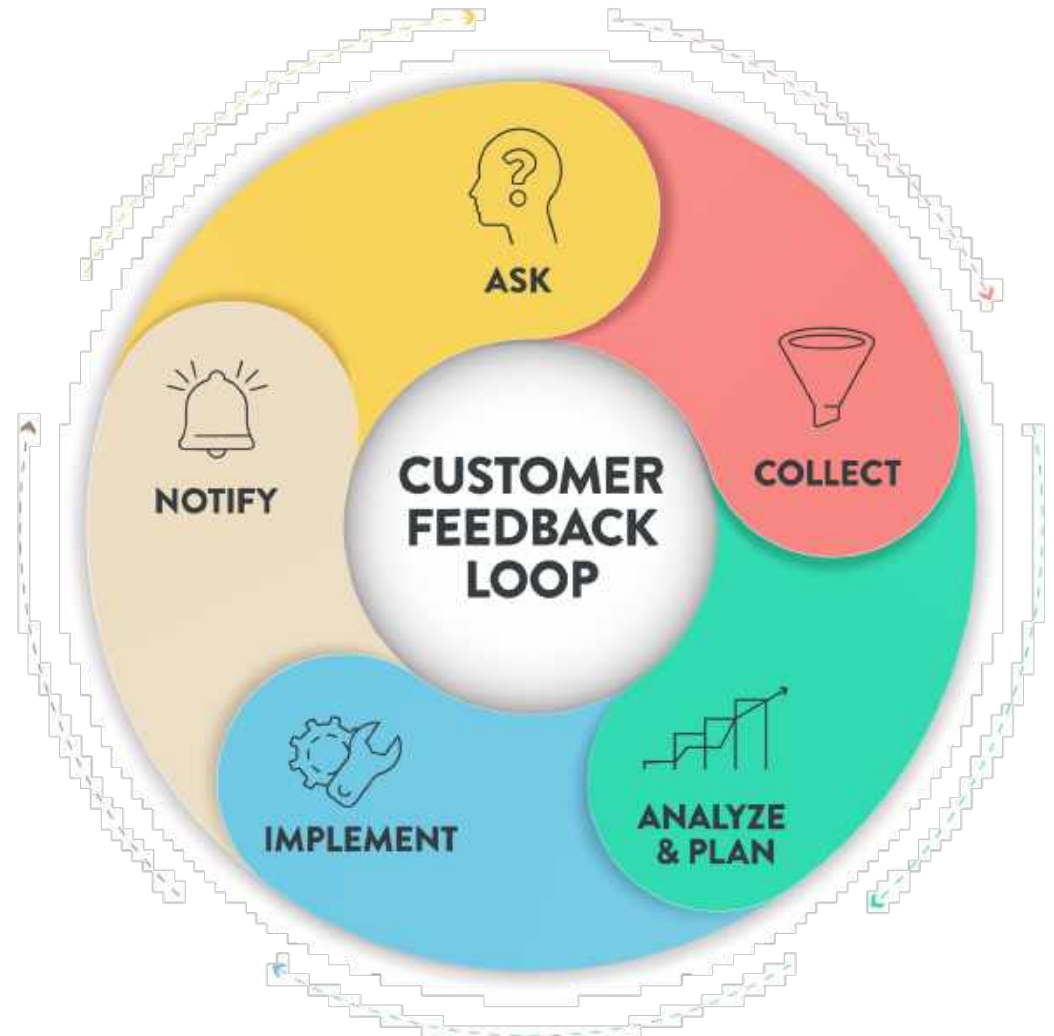 ASK
COLLECT
NOTIFY
CUSTOMER
FEEDBACK
LOOP
ANALYZE
& PLAN
IMPLEMENT